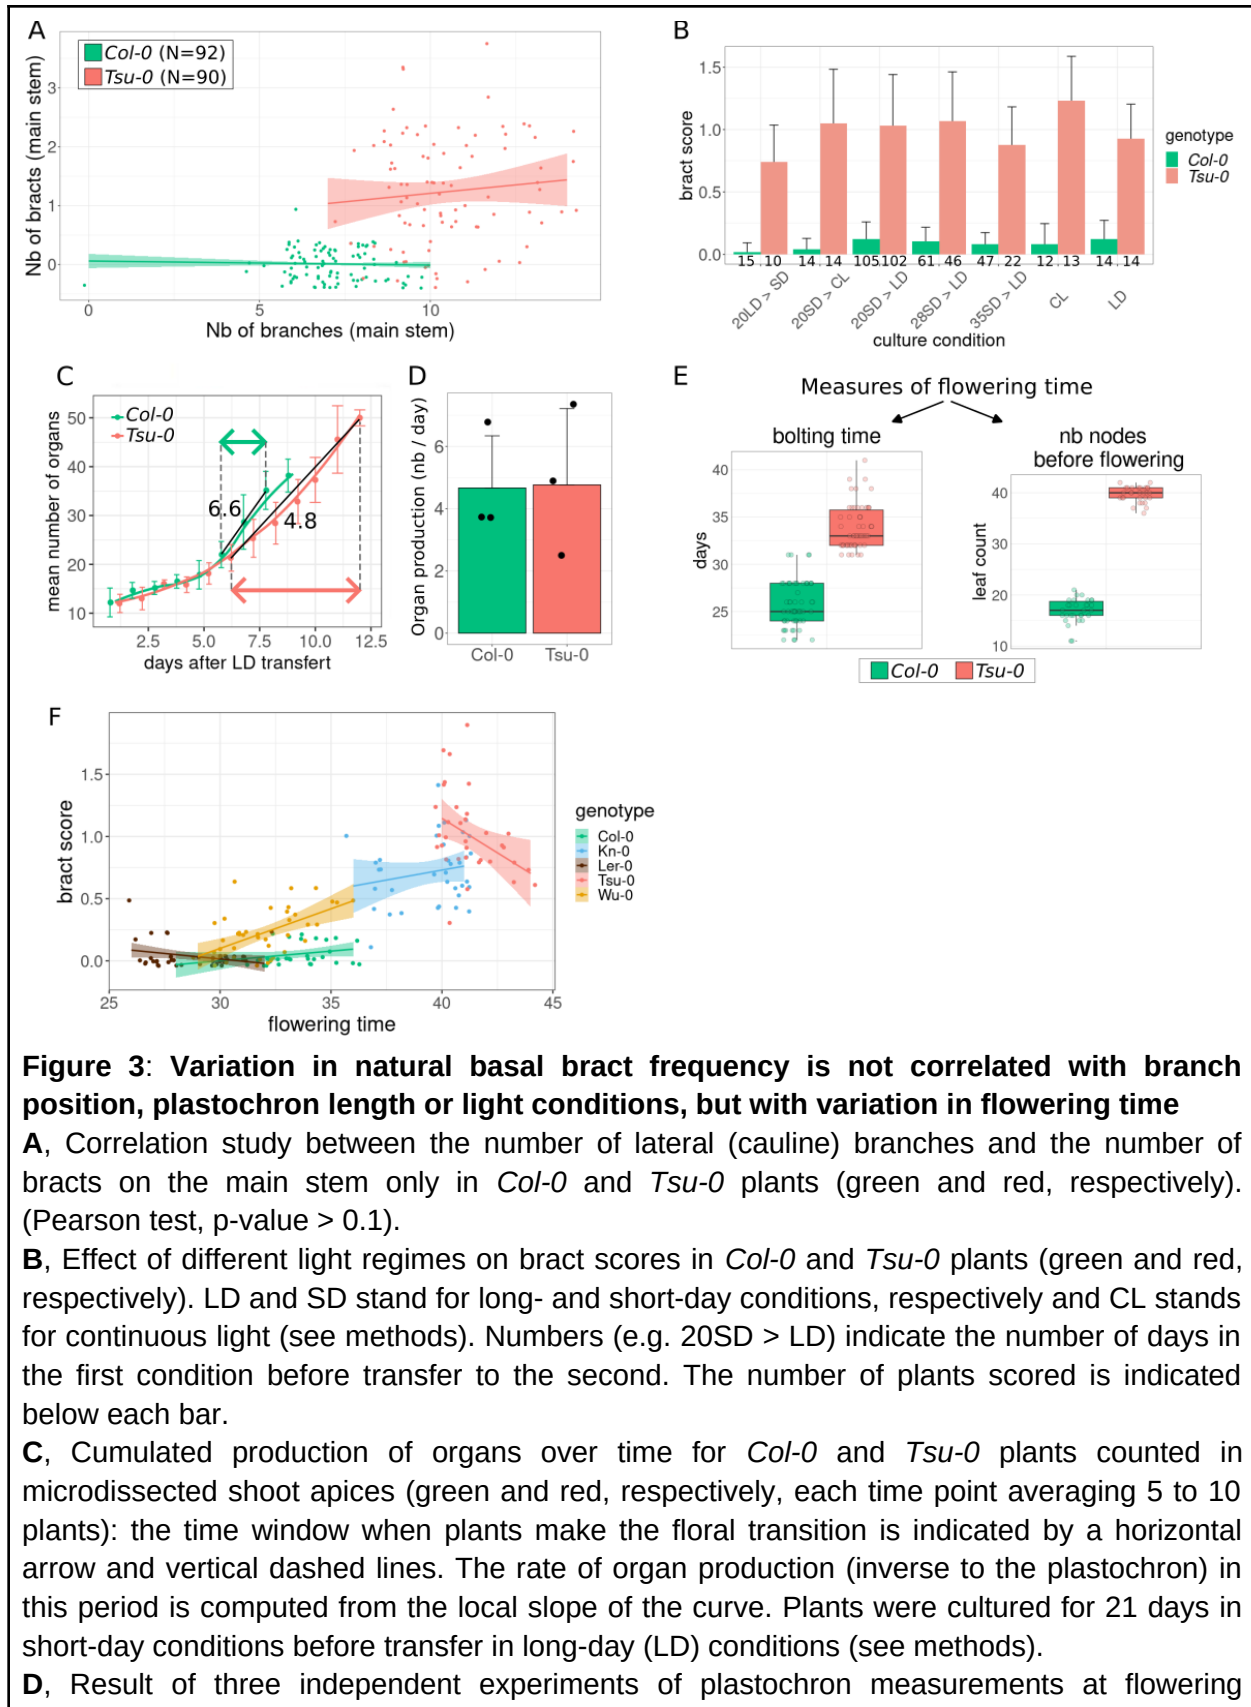 A
Col-0 (N=92)
Tsu-0 (N=90)
Nb of bracts (main stem)
3
2
1
0
0
5
10
Nb of branches (main stem)
B
bract score
1.5
1.0
0.5
0.0
15 10 14 14 105 102 61 46 47 22 12 13 14 14
20LD > SD
20SD > CL
20SD > LD
28SD > LD
35SD > LD
CL
LD
culture condition
genotype
Col-0
Tsu-0
C
Col-0
Tsu-0
mean number of organs
50
40
30
20
10
6.6
4.8
2.5 5.0 7.5 10.0 12.5
days after LD transfert
D
Organ production (nb / day)
6
4
2
0
Col-0 Tsu-0
E
Measures of flowering time
bolting time
days
40
35
30
25
nb nodes
before flowering
leaf count
40
30
20
10
Col-0 Tsu-0
F
bract score
1.5
1.0
0.5
0.0
25 30 35 40 45
flowering time
genotype
Col-0
Kn-0
Ler-0
Tsu-0
Wu-0
Figure 3: Variation in natural basal bract frequency is not correlated with branch
position, plastochron length or light conditions, but with variation in flowering time
A, Correlation study between the number of lateral (cauline) branches and the number of
bracts on the main stem only in Col-0 and Tsu-0 plants (green and red, respectively).
(Pearson test, p-value > 0.1).
B, Effect of different light regimes on bract scores in Col-0 and Tsu-0 plants (green and red,
respectively). LD and SD stand for long- and short-day conditions, respectively and CL stands
for continuous light (see methods). Numbers (e.g. 20SD > LD) indicate the number of days in
the first condition before transfer to the second. The number of plants scored is indicated
below each bar.
C, Cumulated production of organs over time for Col-0 and Tsu-0 plants counted in
microdissected shoot apices (green and red, respectively, each time point averaging 5 to 10
plants): the time window when plants make the floral transition is indicated by a horizontal
arrow and vertical dashed lines. The rate of organ production (inverse to the plastochron) in
this period is computed from the local slope of the curve. Plants were cultured for 21 days in
short-day conditions before transfer in long-day (LD) conditions (see methods).
D, Result of three independent experiments of plastochron measurements at flowering